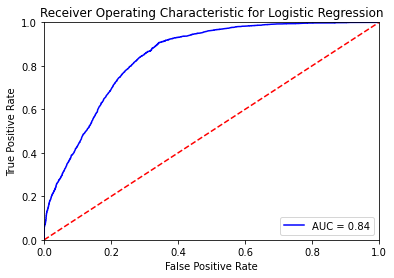 Receiver Operating Characteristic for Logistic Regression
1.0
0.8
0.6
0.4
0.2
0.0
True Positive Rate
AUC = 0.84
0.0 0.2 0.4 0.6 0.8 1.0
False Positive Rate